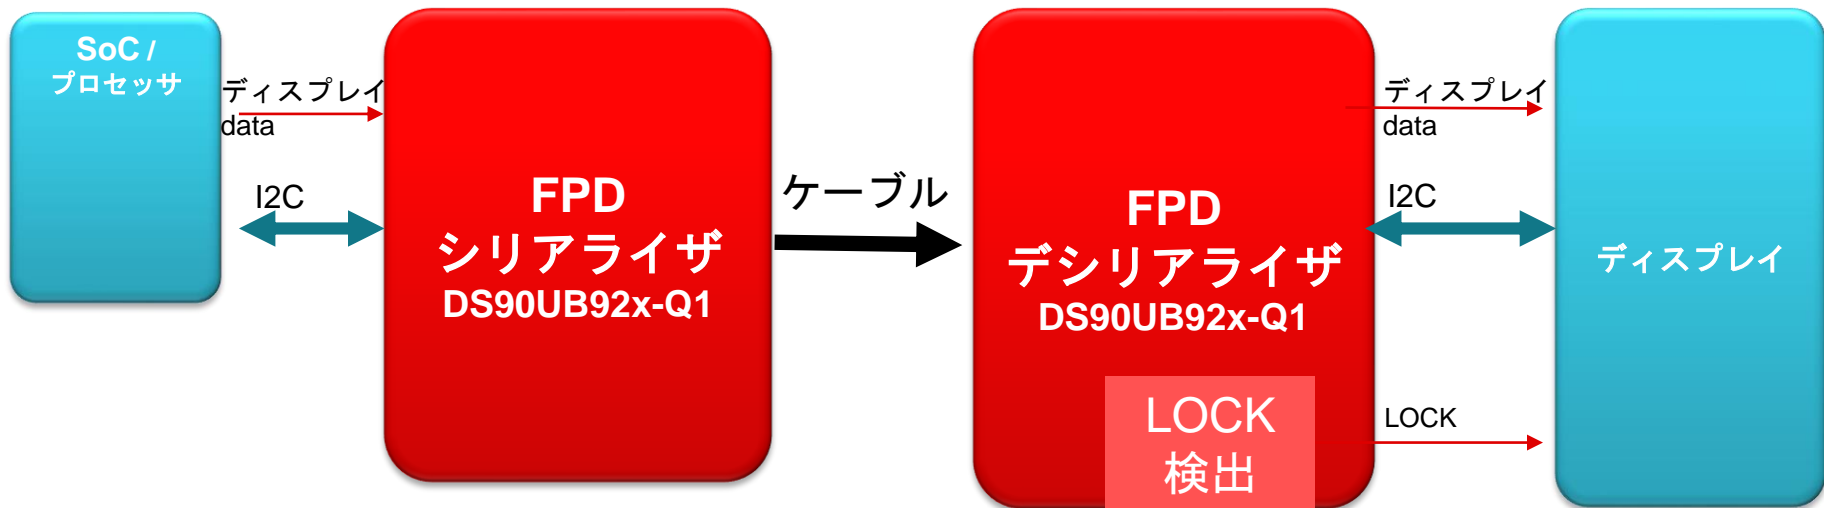 SoC /
プロセッサ
ディスプレイ
data
I2C
FPD
シリアライザ
DS90UB92x-Q1
ケーブル
FPD
デシリアライザ
DS90UB92x-Q1
LOCK
検出
ディスプレイ
data
I2C
LOCK
ディスプレイ